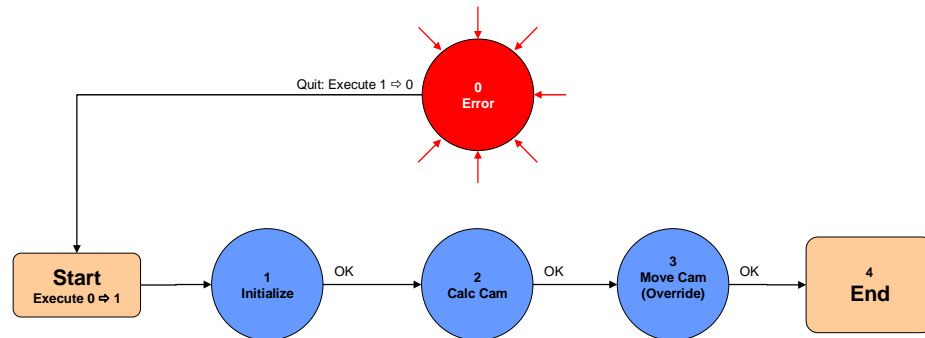 0
Error
Quit: Execute 1 ⇨ 0
Start
Execute 0 ⇨ 1
1
Initialize
OK
2
Calc Cam
OK
3
Move Cam
(Override)
OK
4
End